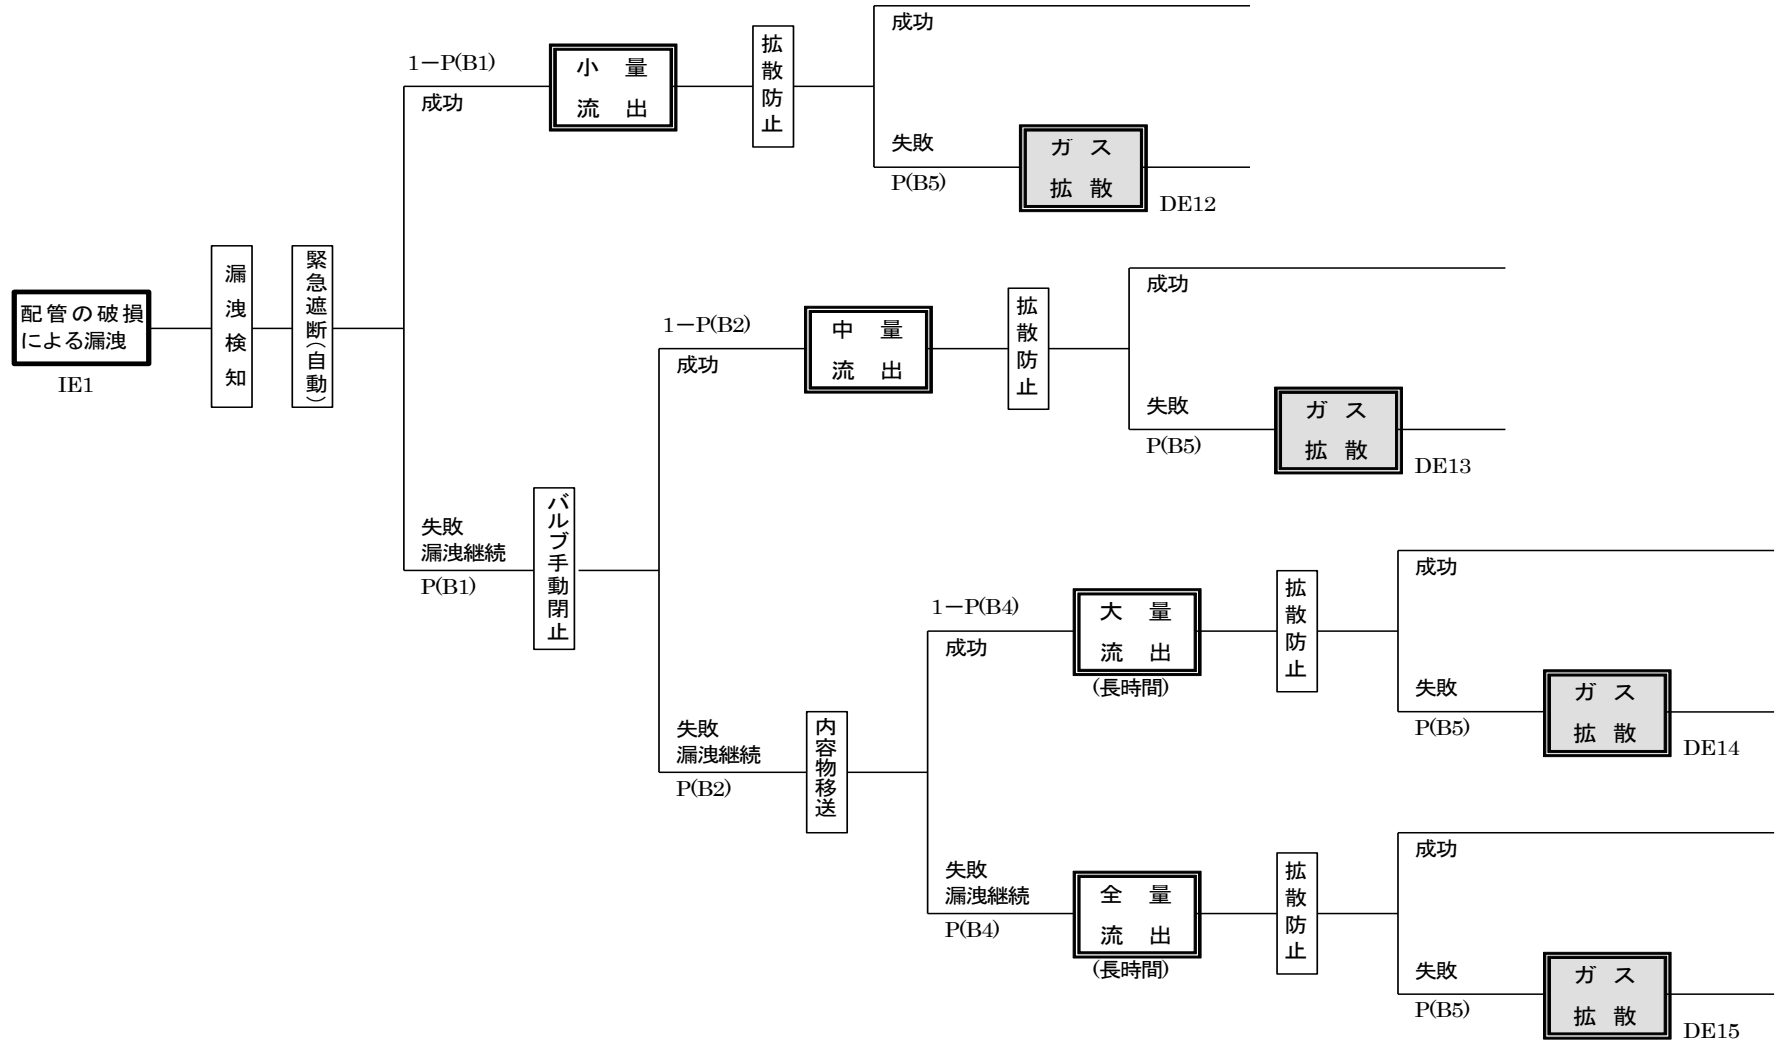 配管の破損
による漏洩
IE1
漏洩検知
緊急遮断(自動)
1−P(B1)
成功
小量
流出
拡散防止
成功
失敗
P(B5)
ガス
拡散
DE12
失敗
漏洩継続
P(B1)
バルブ手動閉止
1−P(B2)
成功
中量
流出
拡散防止
成功
失敗
P(B5)
ガス
拡散
DE13
失敗
漏洩継続
P(B2)
内容物移送
1−P(B4)
成功
大量
流出
(長時間)
拡散防止
成功
失敗
P(B5)
ガス
拡散
DE14
失敗
漏洩継続
P(B4)
全量
流出
(長時間)
拡散防止
成功
失敗
P(B5)
ガス
拡散
DE15